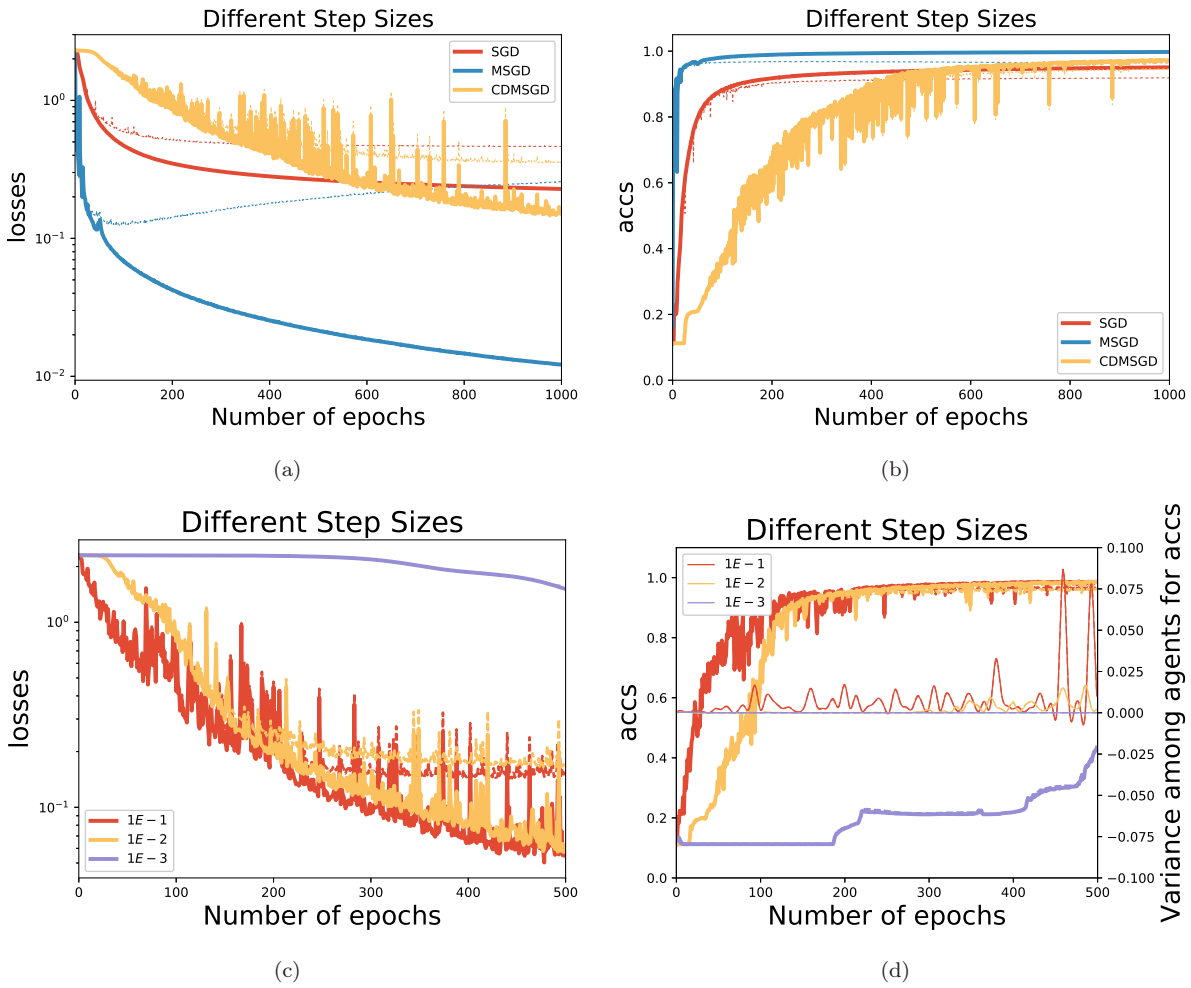 Different Step Sizes
losses
10⁰
10⁻¹
10⁻²
SGD
MSGD
CDMSGD
0 200 400 600 800 1000
Number of epochs
(a)
Different Step Sizes
accs
1.0
0.8
0.6
0.4
0.2
0.0
SGD
MSGD
CDMSGD
0 200 400 600 800 1000
Number of epochs
(b)
Different Step Sizes
losses
10⁰
10⁻¹
1E − 1
1E − 2
1E − 3
0 100 200 300 400 500
Number of epochs
(c)
Different Step Sizes
accs
1.0
0.8
0.6
0.4
0.2
0.0
1E − 1
1E − 2
1E − 3
0.100
0.075
0.050
0.025
0.000
−0.025
−0.050
−0.075
−0.100
Variance among agents for accs
0 100 200 300 400 500
Number of epochs
(d)